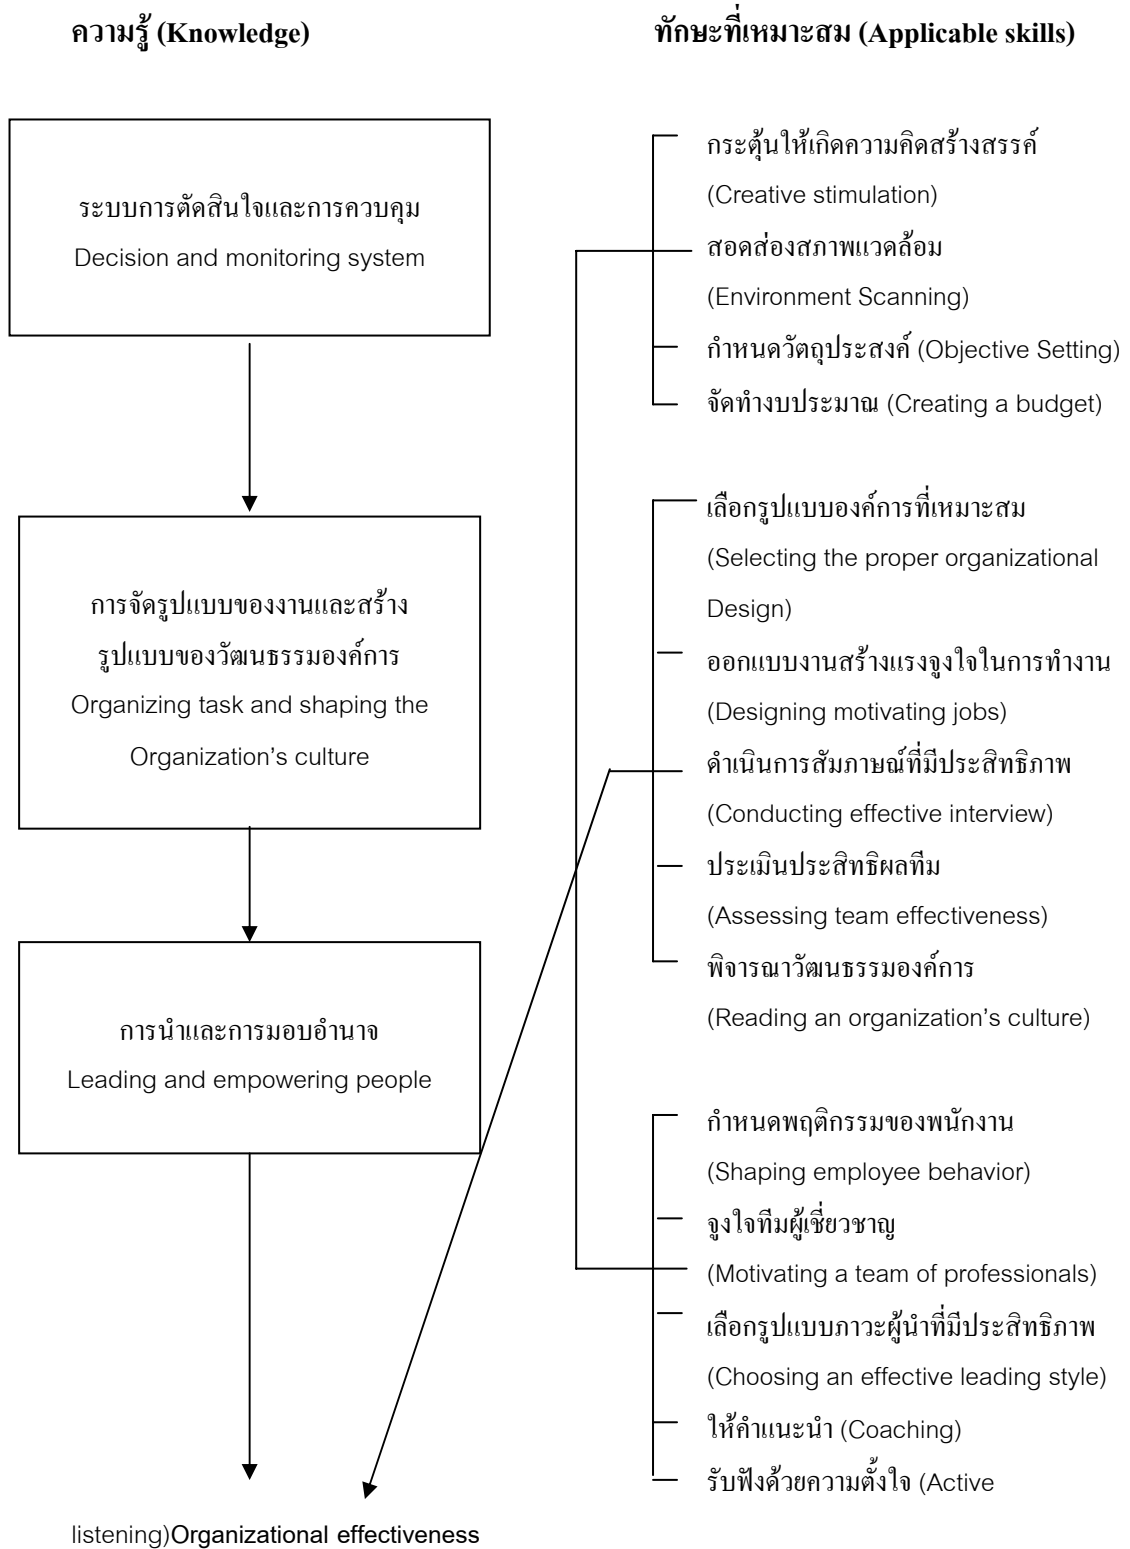 ความรู้ (Knowledge)
ทักษะที่เหมาะสม (Applicable skills)
ระบบการตัดสินใจและการควบคุม
Decision and monitoring system
การจัดรูปแบบของงานและสร้าง
รูปแบบของวัฒนธรรมองค์การ
Organizing task and shaping the
Organization's culture
การนำและการมอบอำนาจ
Leading and empowering people
กระตุ้นให้เกิดความคิดสร้างสรรค์
(Creative stimulation)
สอดส่องสภาพแวดล้อม
(Environment Scanning)
กำหนดวัตถุประสงค์ (Objective Setting)
จัดทำงบประมาณ (Creating a budget)
เลือกรูปแบบองค์การที่เหมาะสม
(Selecting the proper organizational
Design)
ออกแบบงานสร้างแรงจูงใจในการทำงาน
(Designing motivating jobs)
ดำเนินการสัมภาษณ์ที่มีประสิทธิภาพ
(Conducting effective interview)
ประเมินประสิทธิผลทีม
(Assessing team effectiveness)
พิจารณาวัฒนธรรมองค์การ
(Reading an organization's culture)
กำหนดพฤติกรรมของพนักงาน
(Shaping employee behavior)
จูงใจทีมผู้เชี่ยวชาญ
(Motivating a team of professionals)
เลือกรูปแบบภาวะผู้นำที่มีประสิทธิภาพ
(Choosing an effective leading style)
ให้คำแนะนำ (Coaching)
รับฟังด้วยความตั้งใจ (Active
listening)Organizational effectiveness